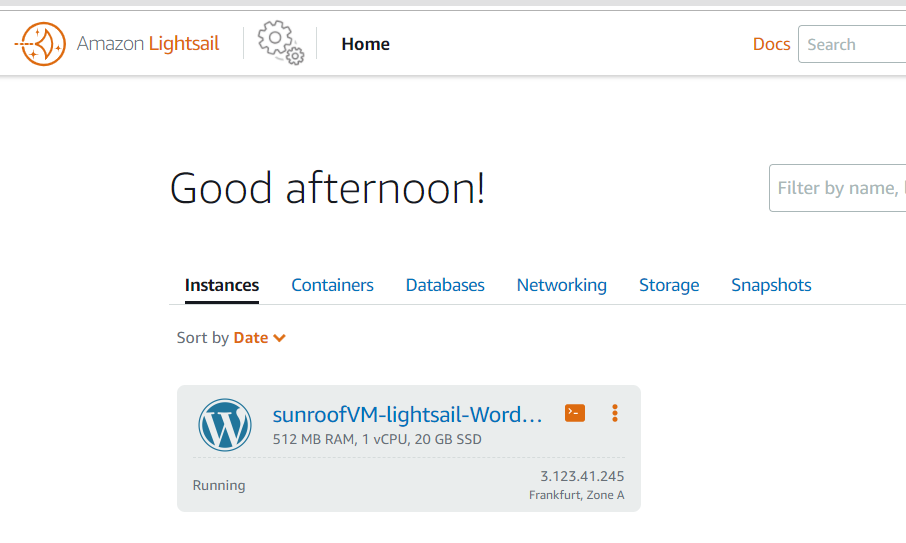 Amazon Lightsail
Home
Docs
Search
Good afternoon!
Filter by name,
Instances
Containers
Databases
Networking
Storage
Snapshots
Sort by Date
sunroofVM-lightsail-Word...
512 MB RAM, 1 vCPU, 20 GB SSD
Running
3.123.41.245
Frankfurt, Zone A